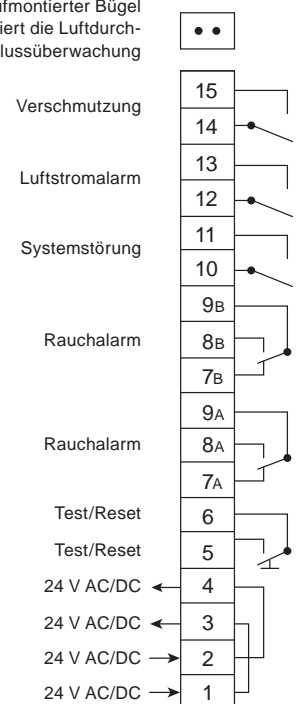 ufmontierter Bügel
iert die Luftdurch-
lussüberwachung
15
Verschmutzung
14
13
Luftstromalarm
12
11
Systemstörung
10
9B
Rauchalarm 8B
7B
9A
Rauchalarm 8A
7A
Test/Reset 6
Test/Reset 5
24 V AC/DC 4
24 V AC/DC 3
24 V AC/DC 2
24 V AC/DC 1